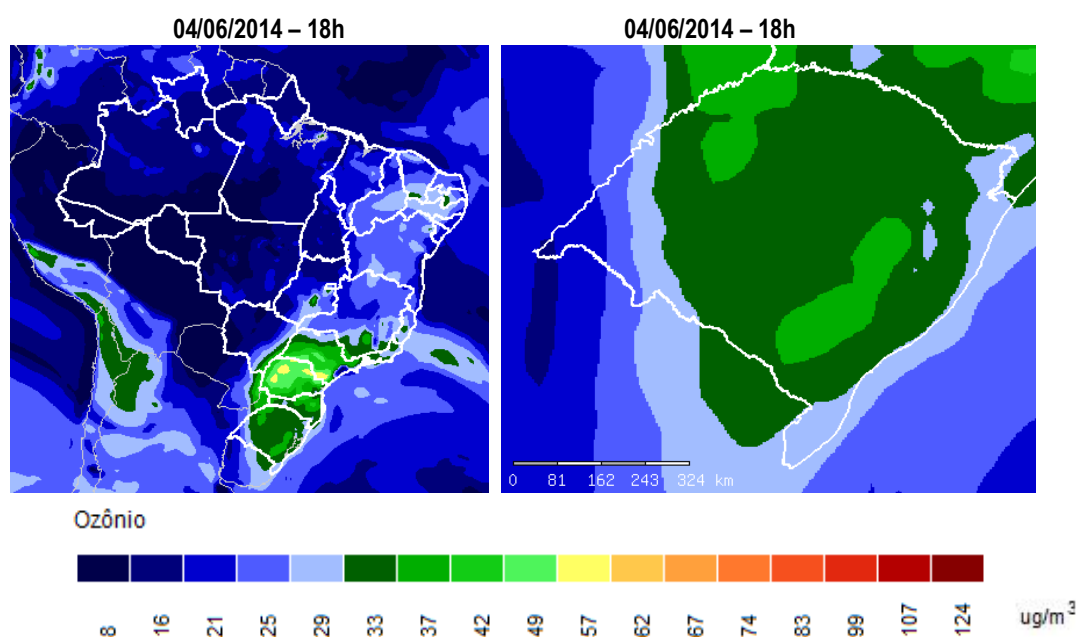 04/06/2014 – 18h 04/06/2014 – 18h
0 81 162 243 324 km
Ozônio
8 16 21 25 29 33 37 42 49 57 62 67 74 83 99 107 124 ug/m³